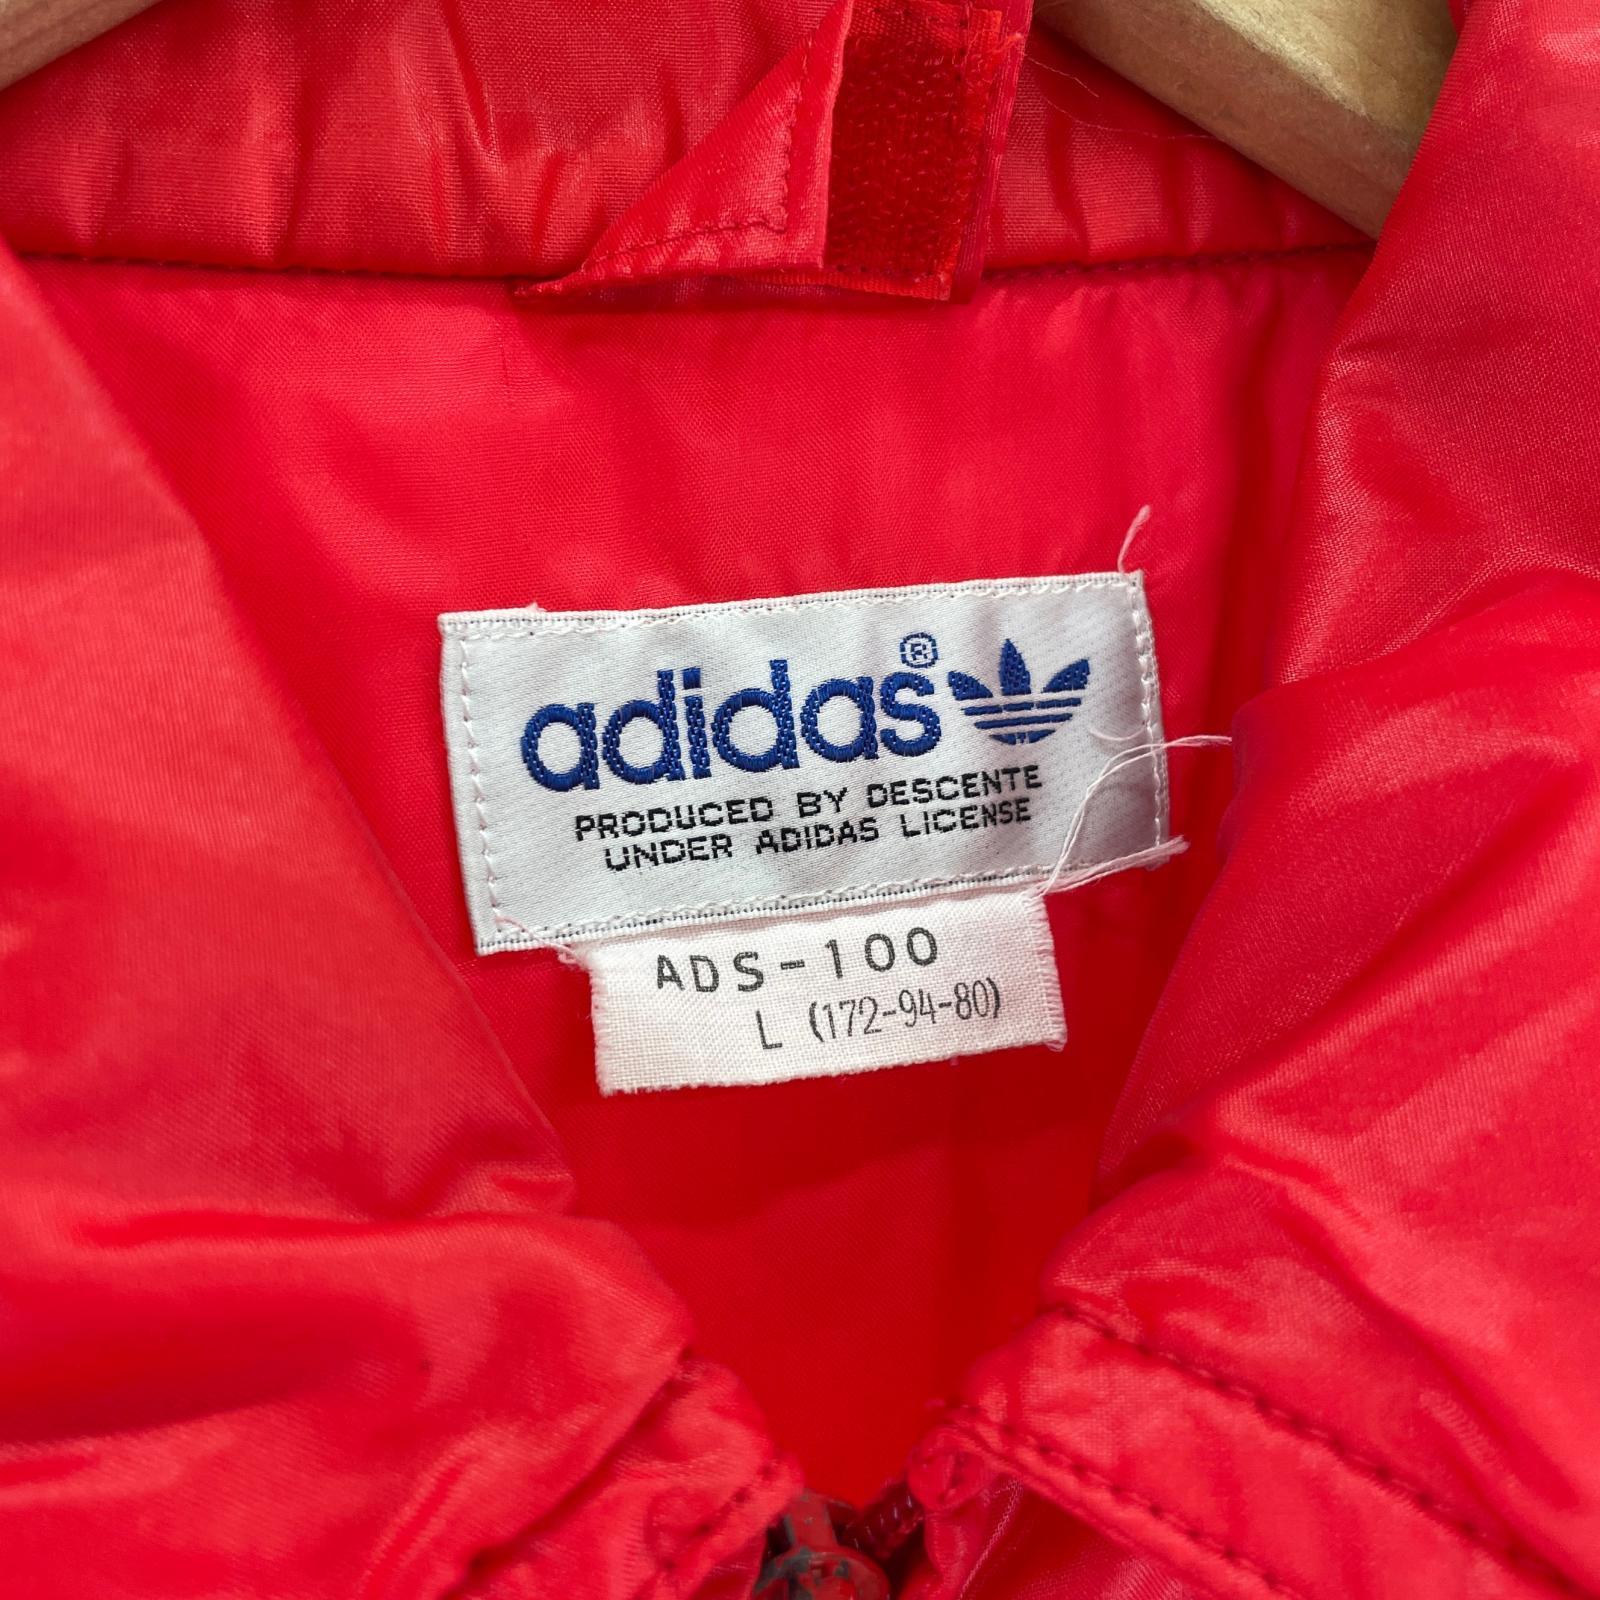 adidas®
PRODUCED BY DESCENTE
UNDER ADIDAS LICENSE
ADS-100
L (172-94-80)